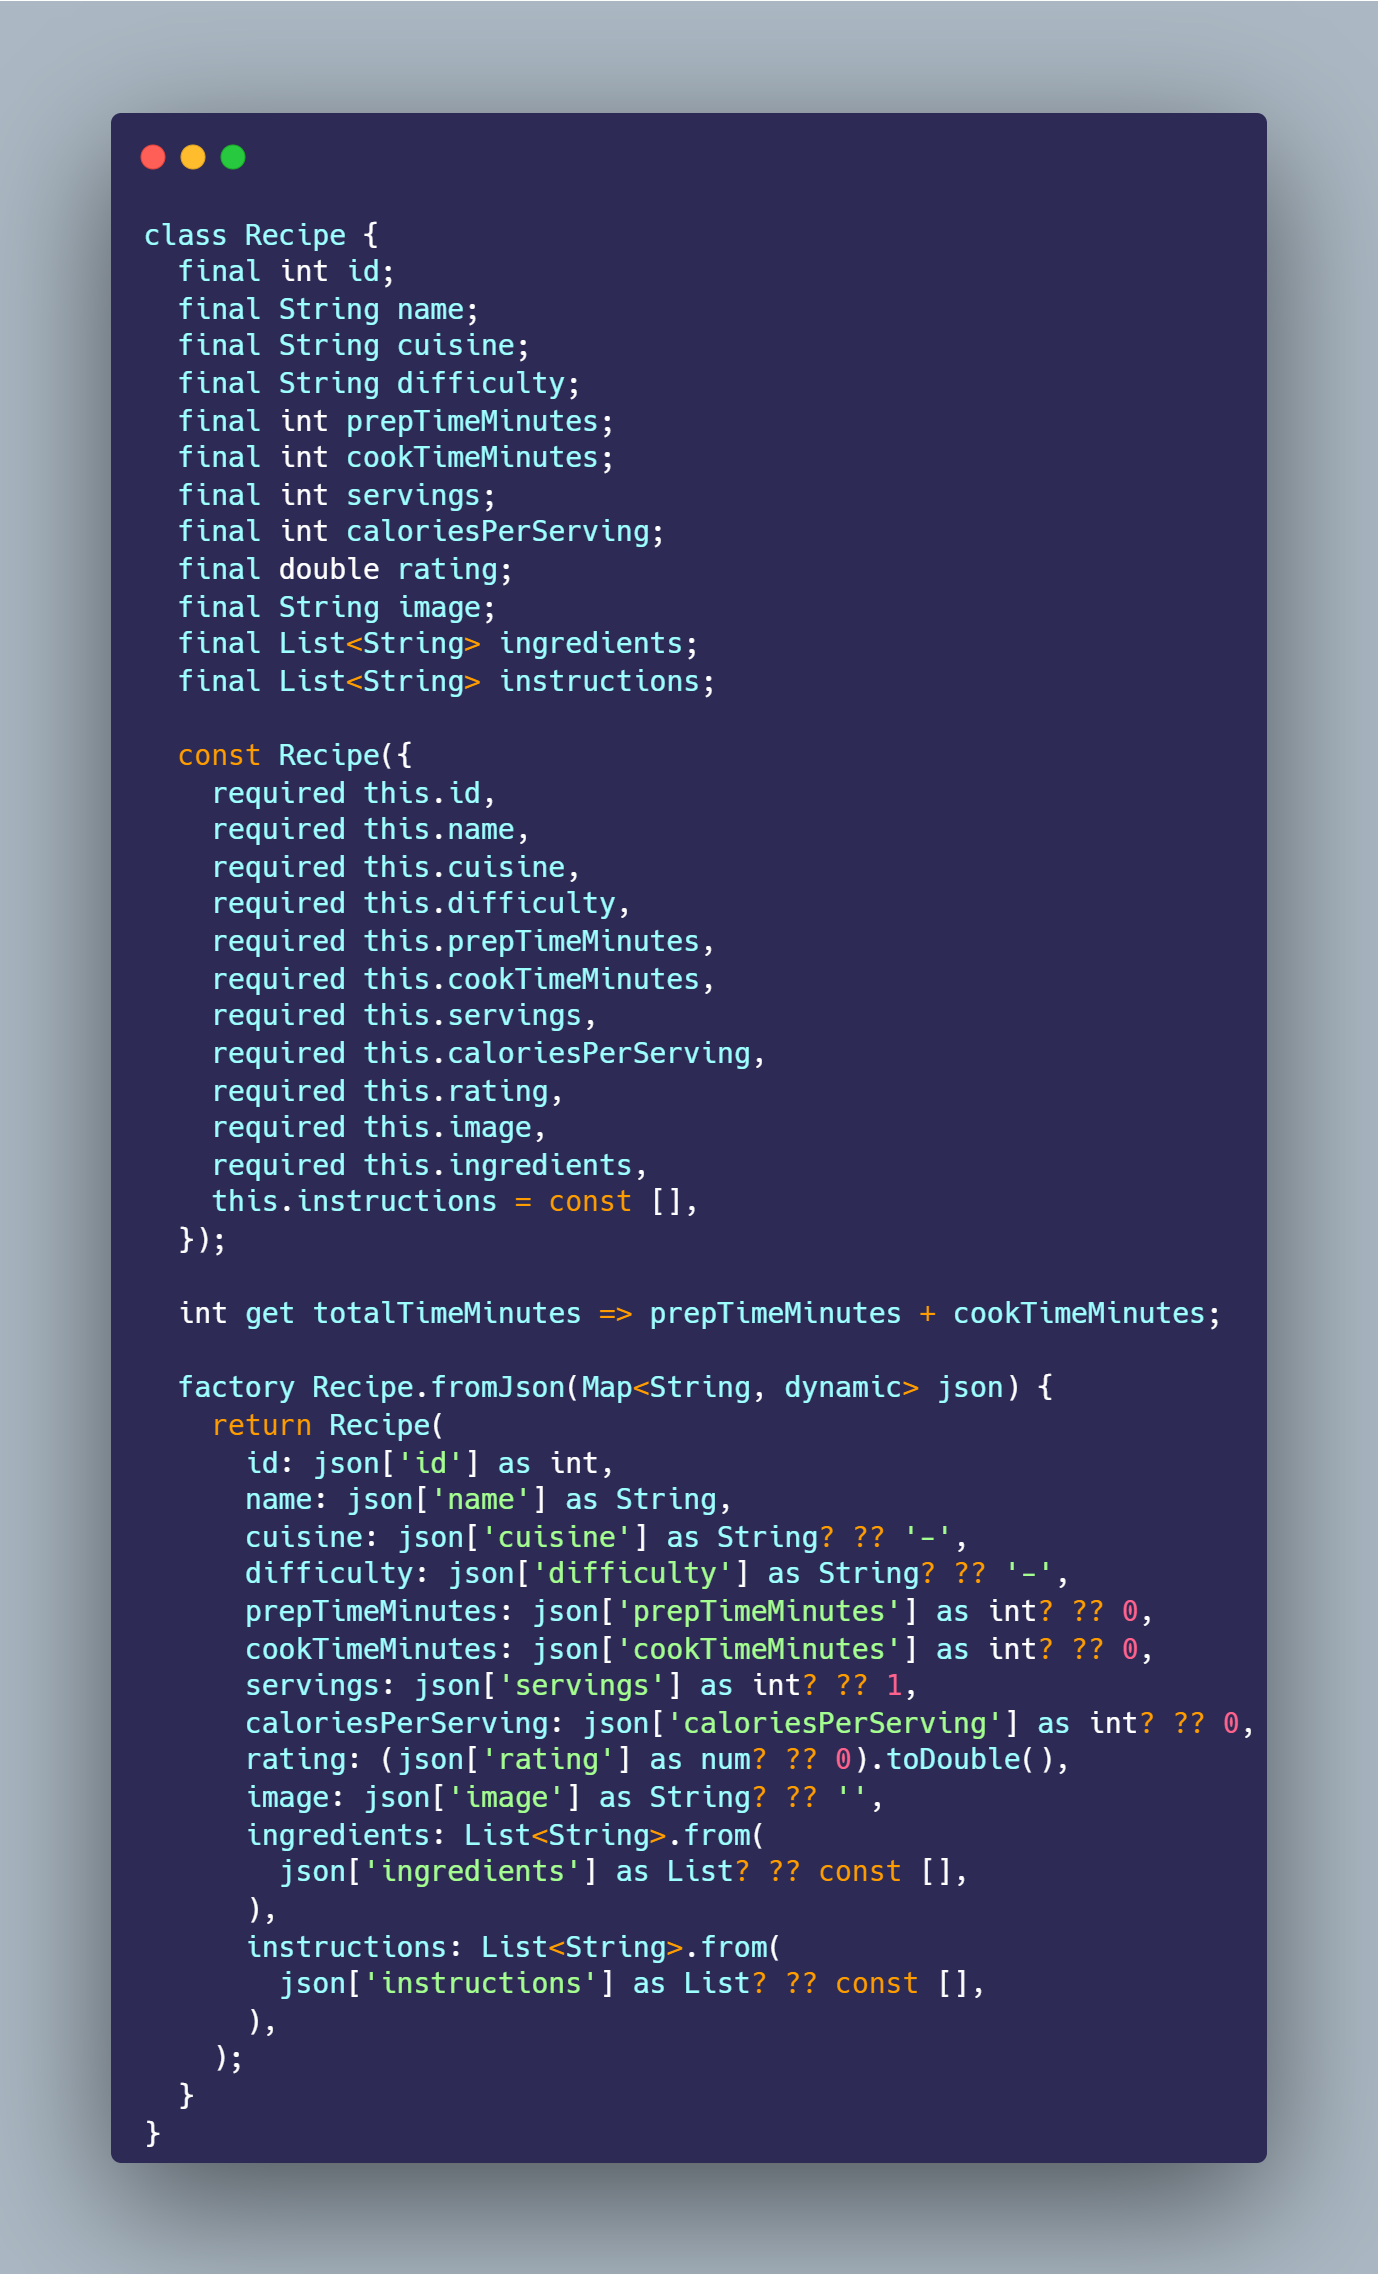 class Recipe {
  final int id;
  final String name;
  final String cuisine;
  final String difficulty;
  final int prepTimeMinutes;
  final int cookTimeMinutes;
  final int servings;
  final int caloriesPerServing;
  final double rating;
  final String image;
  final List<String> ingredients;
  final List<String> instructions;

  const Recipe({
    required this.id,
    required this.name,
    required this.cuisine,
    required this.difficulty,
    required this.prepTimeMinutes,
    required this.cookTimeMinutes,
    required this.servings,
    required this.caloriesPerServing,
    required this.rating,
    required this.image,
    required this.ingredients,
    this.instructions = const [],
  });

  int get totalTimeMinutes => prepTimeMinutes + cookTimeMinutes;

  factory Recipe.fromJson(Map<String, dynamic> json) {
    return Recipe(
      id: json['id'] as int,
      name: json['name'] as String,
      cuisine: json['cuisine'] as String? ?? '-',
      difficulty: json['difficulty'] as String? ?? '-',
      prepTimeMinutes: json['prepTimeMinutes'] as int? ?? 0,
      cookTimeMinutes: json['cookTimeMinutes'] as int? ?? 0,
      servings: json['servings'] as int? ?? 1,
      caloriesPerServing: json['caloriesPerServing'] as int? ?? 0,
      rating: (json['rating'] as num? ?? 0).toDouble(),
      image: json['image'] as String? ?? '',
      ingredients: List<String>.from(
        json['ingredients'] as List? ?? const [],
      ),
      instructions: List<String>.from(
        json['instructions'] as List? ?? const [],
      ),
    );
  }
}